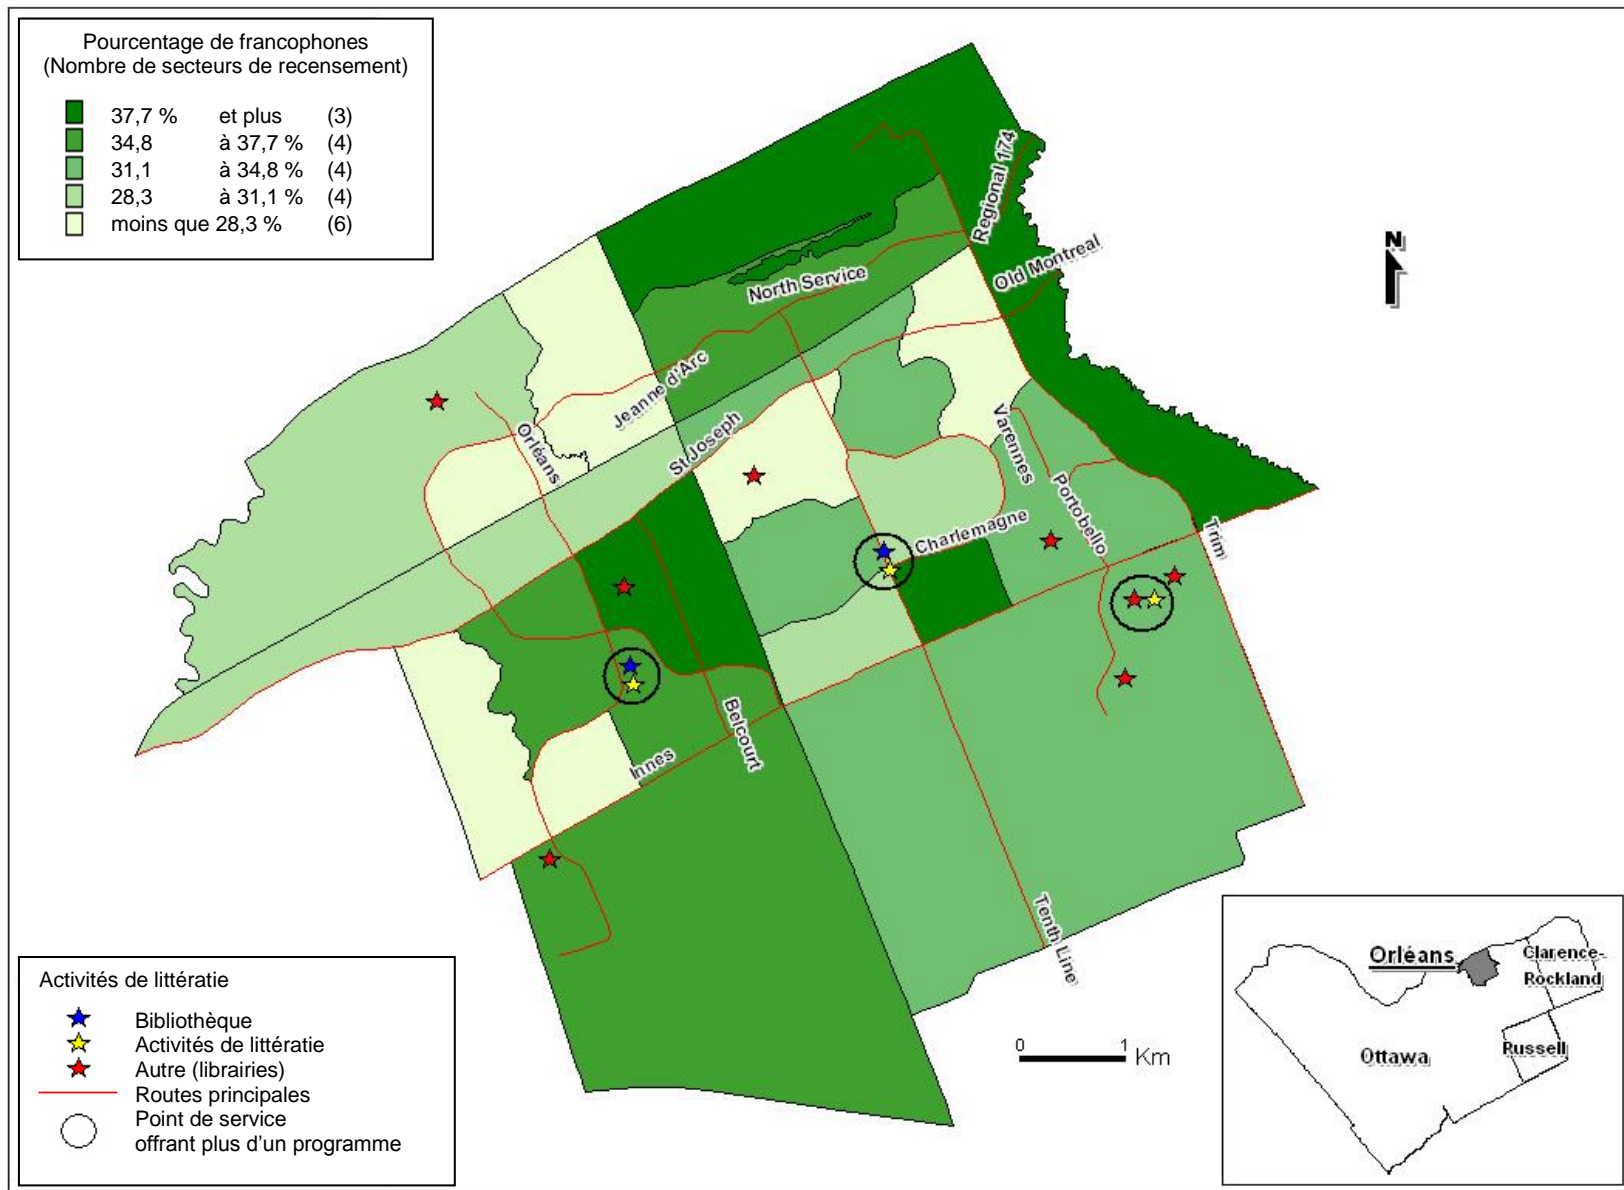 Pourcentage de francophones
(Nombre de secteurs de recensement)
37,7 % et plus (3)
34,8 à 37,7 % (4)
31,1 à 34,8 % (4)
28,3 à 31,1 % (4)
moins que 28,3 % (6)
Regional 174
N
Old Montreal
North Service
Jeanne d'Arc
St Joseph
Orléans
Varennes
Portobello
Charlemagne
Trim
Belcourt
Innes
Tenth Line
0 1 Km
Activités de littératie
Bibliothèque
Activités de littératie
Autre (librairies)
Routes principales
Point de service
offrant plus d'un programme
Orléans
Clarence-
Rockland
Ottawa
Russell